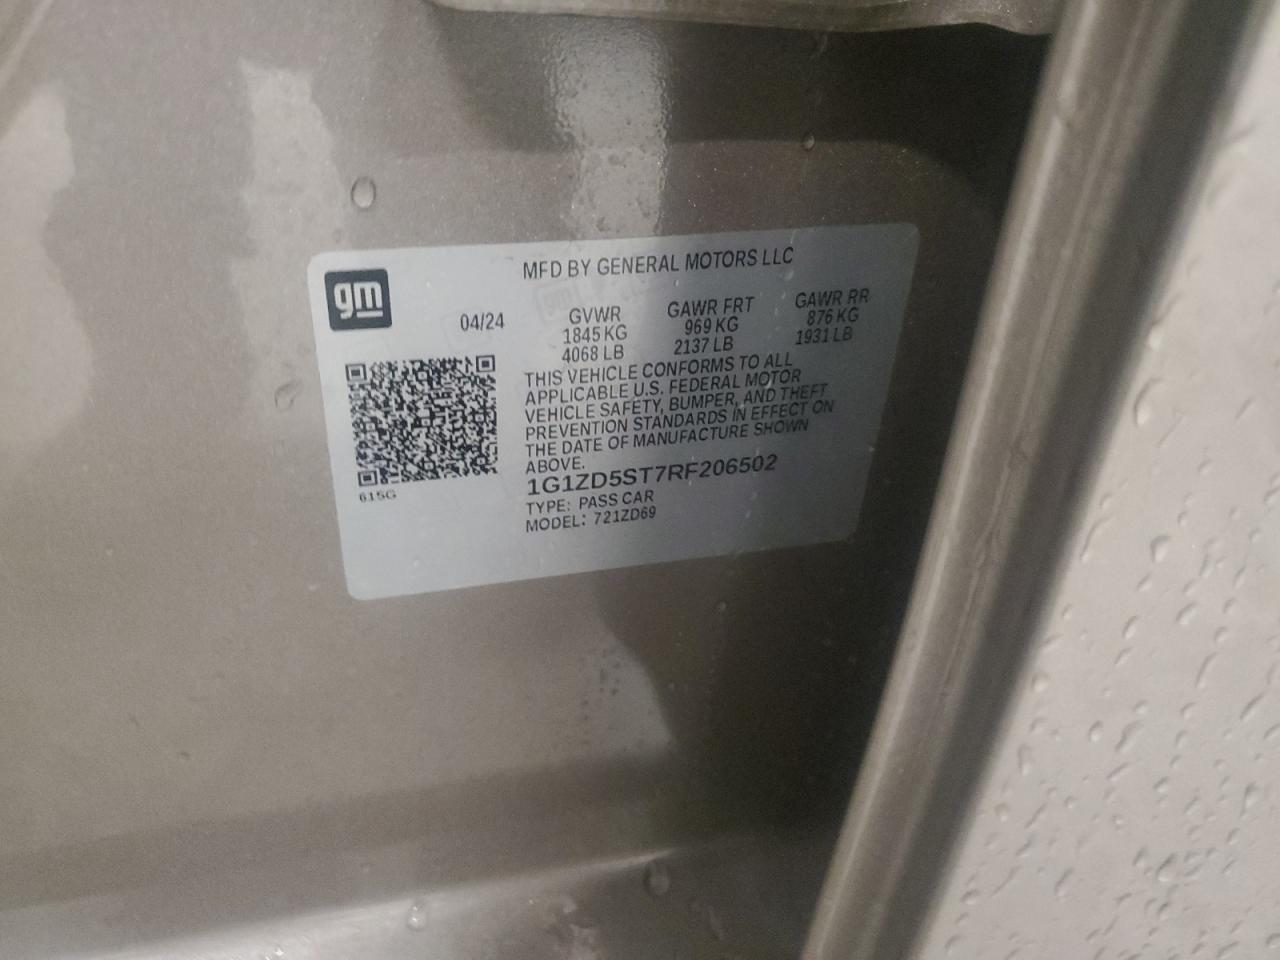 gm
MFD BY GENERAL MOTORS LLC
04/24
GVWR
1845 KG
4068 LB
GAWR FRT
969 KG
2137 LB
GAWR RR
876 KG
1931 LB
THIS VEHICLE CONFORMS TO ALL
APPLICABLE U.S. FEDERAL MOTOR
VEHICLE SAFETY, BUMPER, AND THEFT
PREVENTION STANDARDS IN EFFECT ON
THE DATE OF MANUFACTURE SHOWN
ABOVE.
1G1ZD5ST7RF206502
TYPE: PASS CAR
MODEL: 721ZD69
615G